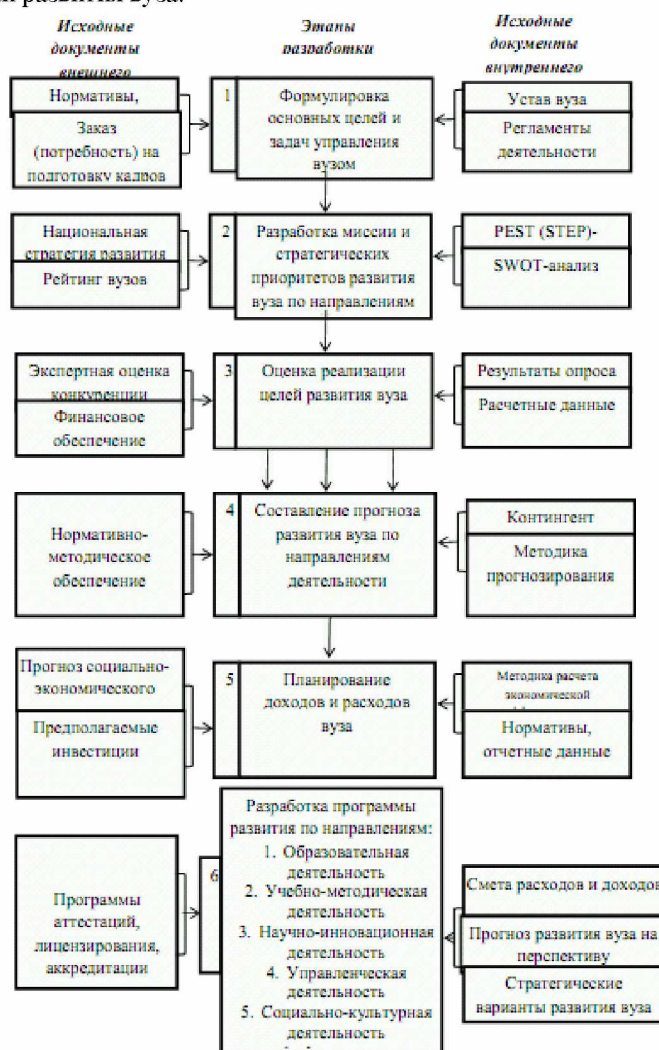 развития вуза.
Исходные
документы
внешнего
Этапы
разработки
Исходные
документы
внутреннего
Нормативы,
Заказ
(потребность) на
подготовку кадров
1
Формулировка
основных целей и
задач управления
вузом
Устав вуза
Регламенты
деятельности
Национальная
стратегия развития
Рейтинг вузов
2
Разработка миссии и
стратегических
приоритетов развития
вуза по направлениям
PEST (STEP)-
SWOT-анализ
Экспертная оценка
конкуренции
Финансовое
обеспечение
3
Оценка реализации
целей развития вуза
Результаты опроса
Расчетные данные
Нормативно-
методическое
обеспечение
4
Составление прогноза
развития вуза по
направлениям
деятельности
Контингент
Методика
прогнозирования
Прогноз социально-
экономического
Предполагаемые
инвестиции
5
Планирование
доходов и расходов
вуза
Методика расчета
экономической
Нормативы,
отчетные данные
Программы
аттестаций,
лицензирования,
аккредитации
6
Разработка программы
развития по направлениям:
1. Образовательная
деятельность
2. Учебно-методическая
деятельность
3. Научно-инновационная
деятельность
4. Управленческая
деятельность
5. Социально-культурная
деятельность
Смета расходов и доходов
Прогноз развития вуза на
перспективу
Стратегические
варианты развития вуза